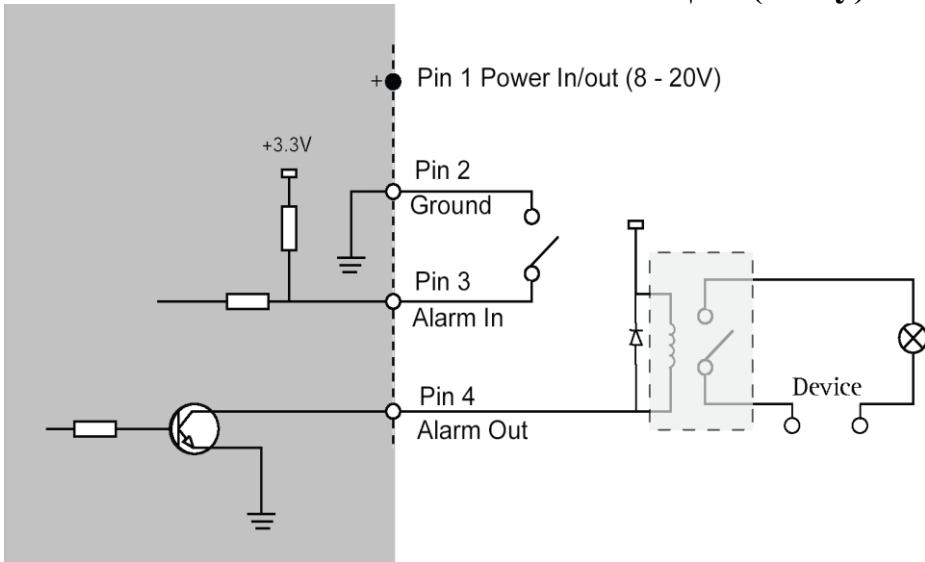 + Pin 1 Power In/out (8 - 20V)
+3.3V
Pin 2
Ground
Pin 3
Alarm In
Device
Pin 4
Alarm Out